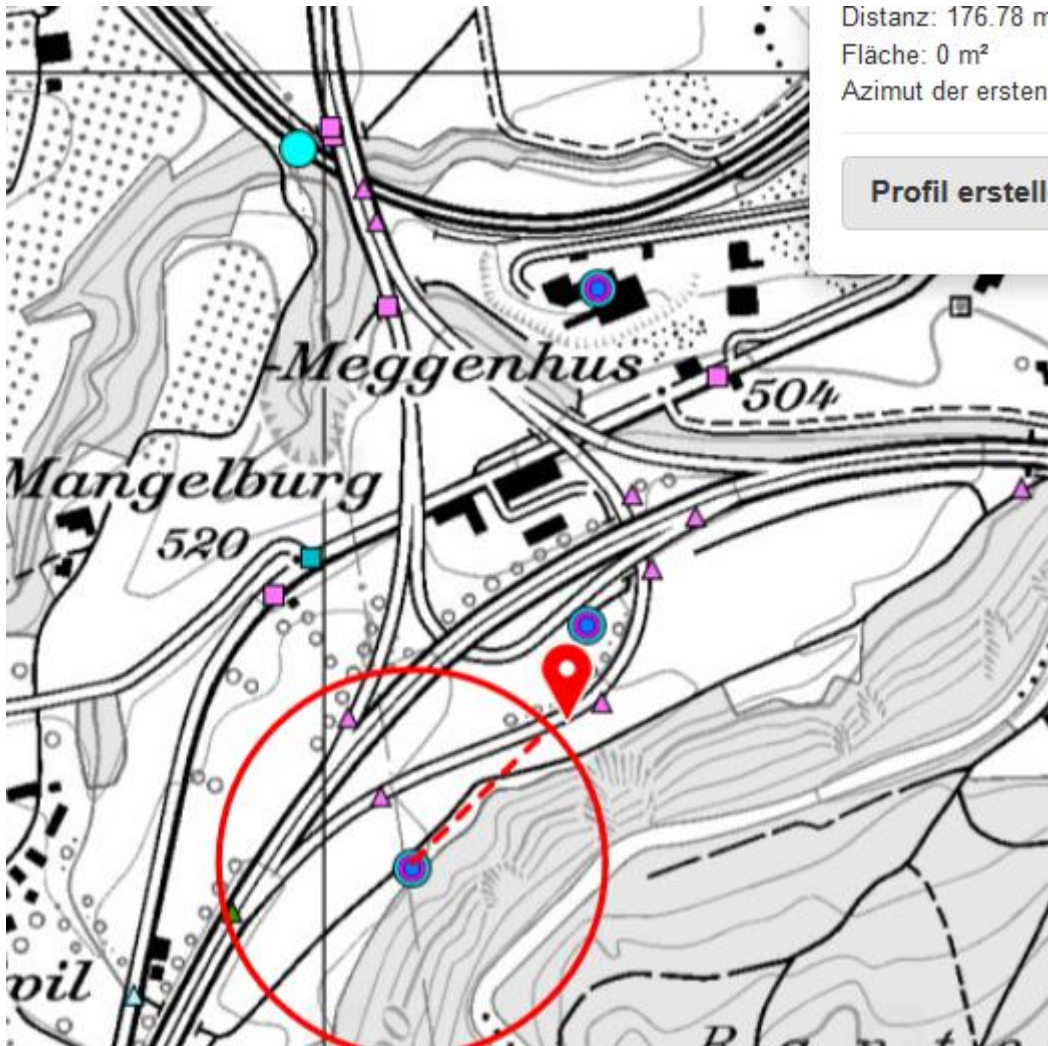 Distanz: 176.78 m
Fläche: 0 m²
Azimut der ersten
Profil erstell
-Meggenhus
504
Mangelburg
520
wil